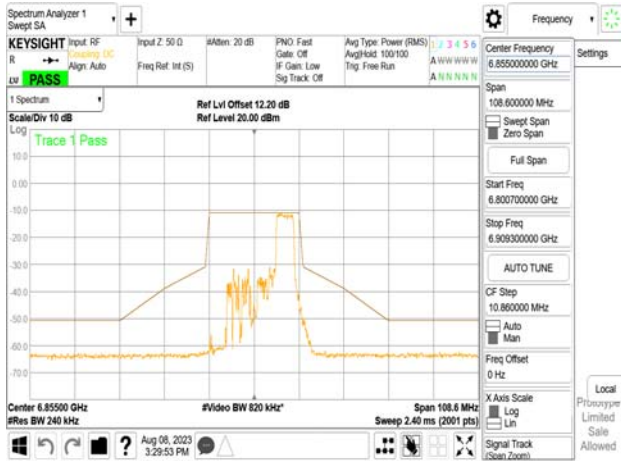 Spectrum Analyzer 1
Swept SA
+
Frequency
Settings
KEYSIGHT
R
LVI
PASS
Input: RF
Coupling: DC
Align: Auto
Input Z: 50 Ω
Freq Ref: Int (S)
#Atten: 20 dB
PNO: Fast
Gate: Off
IF Gain: Low
Sig Track: Off
Avg Type: Power (RMS)
Avg|Hold: 100/100
Trig: Free Run
1 2 3 4 5 6
A W W W W W
A N N N N N
1 Spectrum
Scale/Div 10 dB
Ref Lvl Offset 12.20 dB
Ref Level 20.00 dBm
Log
Trace 1 Pass
10.0
0.00
-10.0
-20.0
-30.0
-40.0
-50.0
-60.0
-70.0
Center 6.85500 GHz
#Res BW 240 kHz
#Video BW 820 kHz*
Span 108.6 MHz
Sweep 2.40 ms (2001 pts)
Aug 08, 2023
3:29:53 PM
?
Center Frequency
6.855000000 GHz
Span
108.600000 MHz
Swept Span
Zero Span
Full Span
Start Freq
6.800700000 GHz
Stop Freq
6.909300000 GHz
AUTO TUNE
CF Step
10.860000 MHz
Auto
Man
Freq Offset
0 Hz
X Axis Scale
Log
Lin
Signal Track
(Span Zoom)
Local
Prototype
Limited
Sale
Allowed